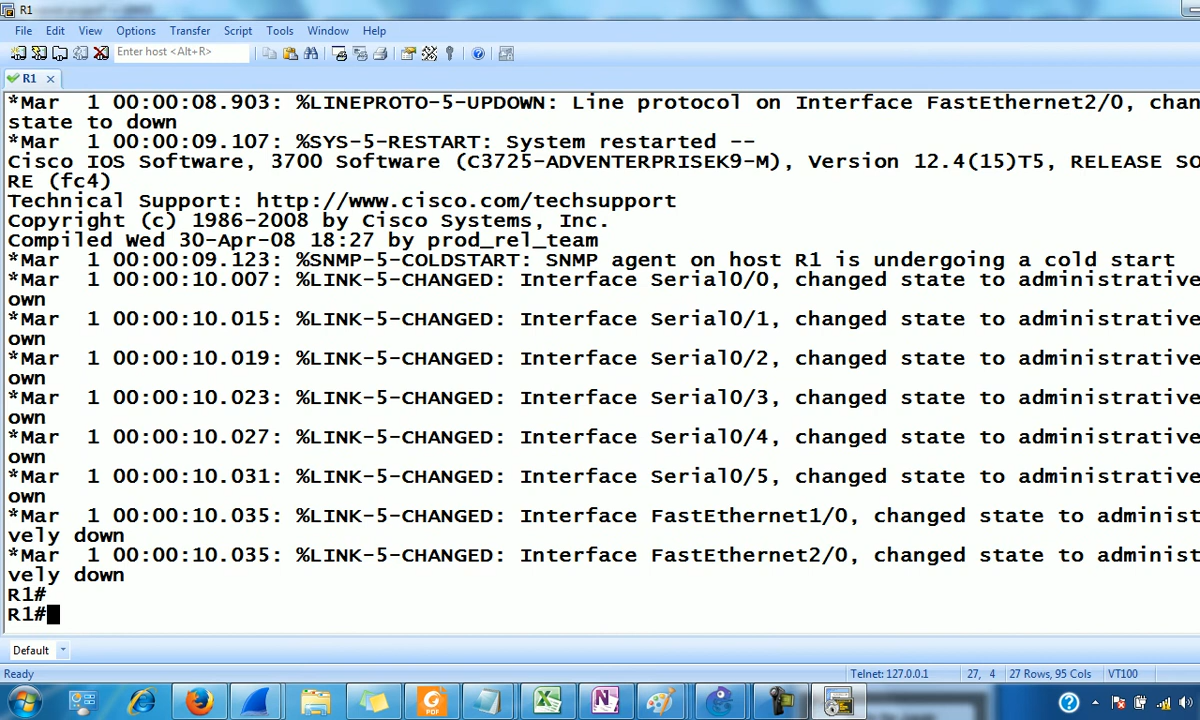 R1
File Edit View Options Transfer Script Tools Window Help
Enter host <Alt+R>
R1
*Mar 1 00:00:08.903: %LINEPROTO-5-UPDOWN: Line protocol on Interface FastEthernet2/0, chan
state to down
*Mar 1 00:00:09.107: %SYS-5-RESTART: System restarted --
Cisco IOS Software, 3700 Software (C3725-ADVENTERPRISEK9-M), Version 12.4(15)T5, RELEASE SO
RE (fc4)
Technical Support: http://www.cisco.com/techsupport
Copyright (c) 1986-2008 by Cisco Systems, Inc.
Compiled Wed 30-Apr-08 18:27 by prod_rel_team
*Mar 1 00:00:09.123: %SNMP-5-COLDSTART: SNMP agent on host R1 is undergoing a cold start
*Mar 1 00:00:10.007: %LINK-5-CHANGED: Interface Serial0/0, changed state to administrative
own
*Mar 1 00:00:10.015: %LINK-5-CHANGED: Interface Serial0/1, changed state to administrative
own
*Mar 1 00:00:10.019: %LINK-5-CHANGED: Interface Serial0/2, changed state to administrative
own
*Mar 1 00:00:10.023: %LINK-5-CHANGED: Interface Serial0/3, changed state to administrative
own
*Mar 1 00:00:10.027: %LINK-5-CHANGED: Interface Serial0/4, changed state to administrative
own
*Mar 1 00:00:10.031: %LINK-5-CHANGED: Interface Serial0/5, changed state to administrative
own
*Mar 1 00:00:10.035: %LINK-5-CHANGED: Interface FastEthernet1/0, changed state to administ
vely down
*Mar 1 00:00:10.035: %LINK-5-CHANGED: Interface FastEthernet2/0, changed state to administ
vely down
R1#
R1#
Default
Ready Telnet: 127.0.0.1 27, 4 27 Rows, 95 Cols VT100
PDF